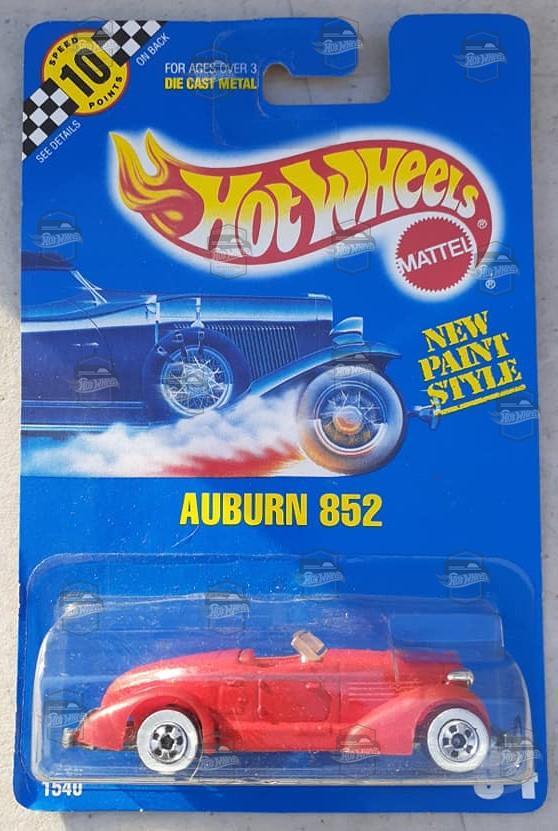 SPEED
10
POINTS
ON BACK
SEE DETAILS
FOR AGES OVER 3
DIE CAST METAL
HOT WHEELS®
MATTEL
®
NEW
PAINT
STYLE
AUBURN 852
1540